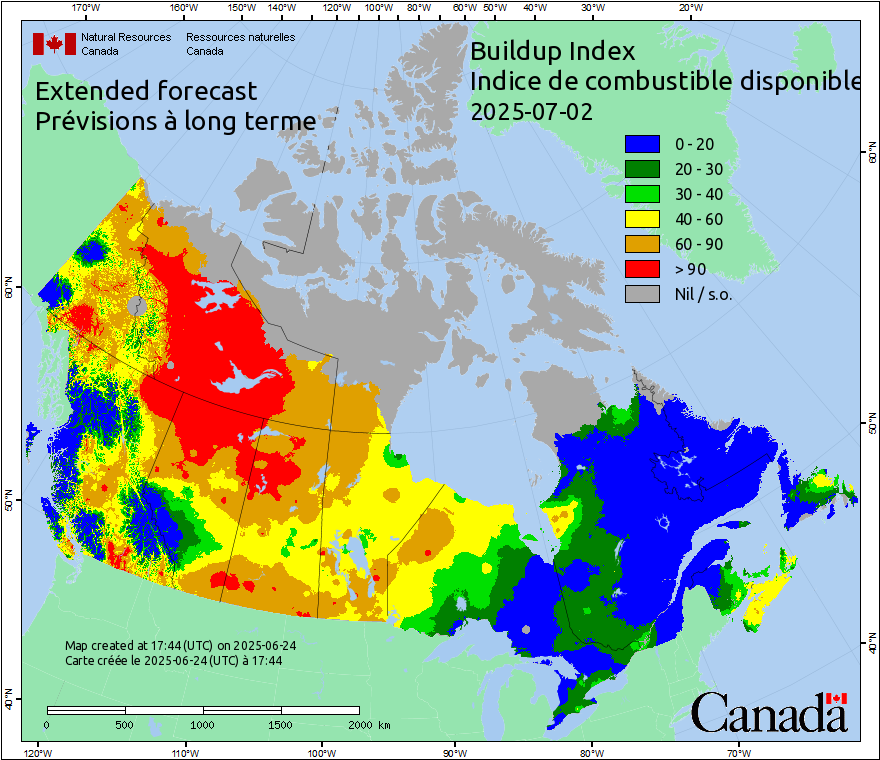 170°W 160°W 150°W 140°W 130°W 120°W 110°W 100°W 90°W 80°W 70°W 60°W 50°W 40°W 30°W 20°W
Natural Resources Canada
Ressources naturelles Canada
Extended forecast
Prévisions à long terme
Buildup Index
Indice de combustible disponible
2025-07-02
0 - 20
20 - 30
30 - 40
40 - 60
60 - 90
> 90
Nil / s.o.
60°N
50°N
40°N
60°N
50°N
40°N
Map created at 17:44 (UTC) on 2025-06-24
Carte créée le 2025-06-24 (UTC) à 17:44
0 500 1000 1500 2000 km
Canada
120°W 110°W 100°W 90°W 80°W 70°W